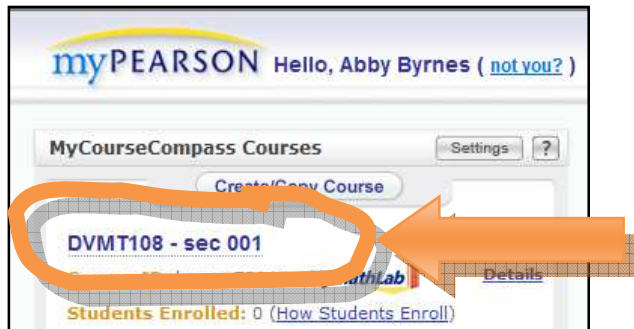 myPEARSON Hello, Abby Byrnes ( not you? )
MyCourseCompass Courses Settings ?
Create/Copy Course
DVMT108 - sec 001
Details
Students Enrolled: 0 (How Students Enroll)